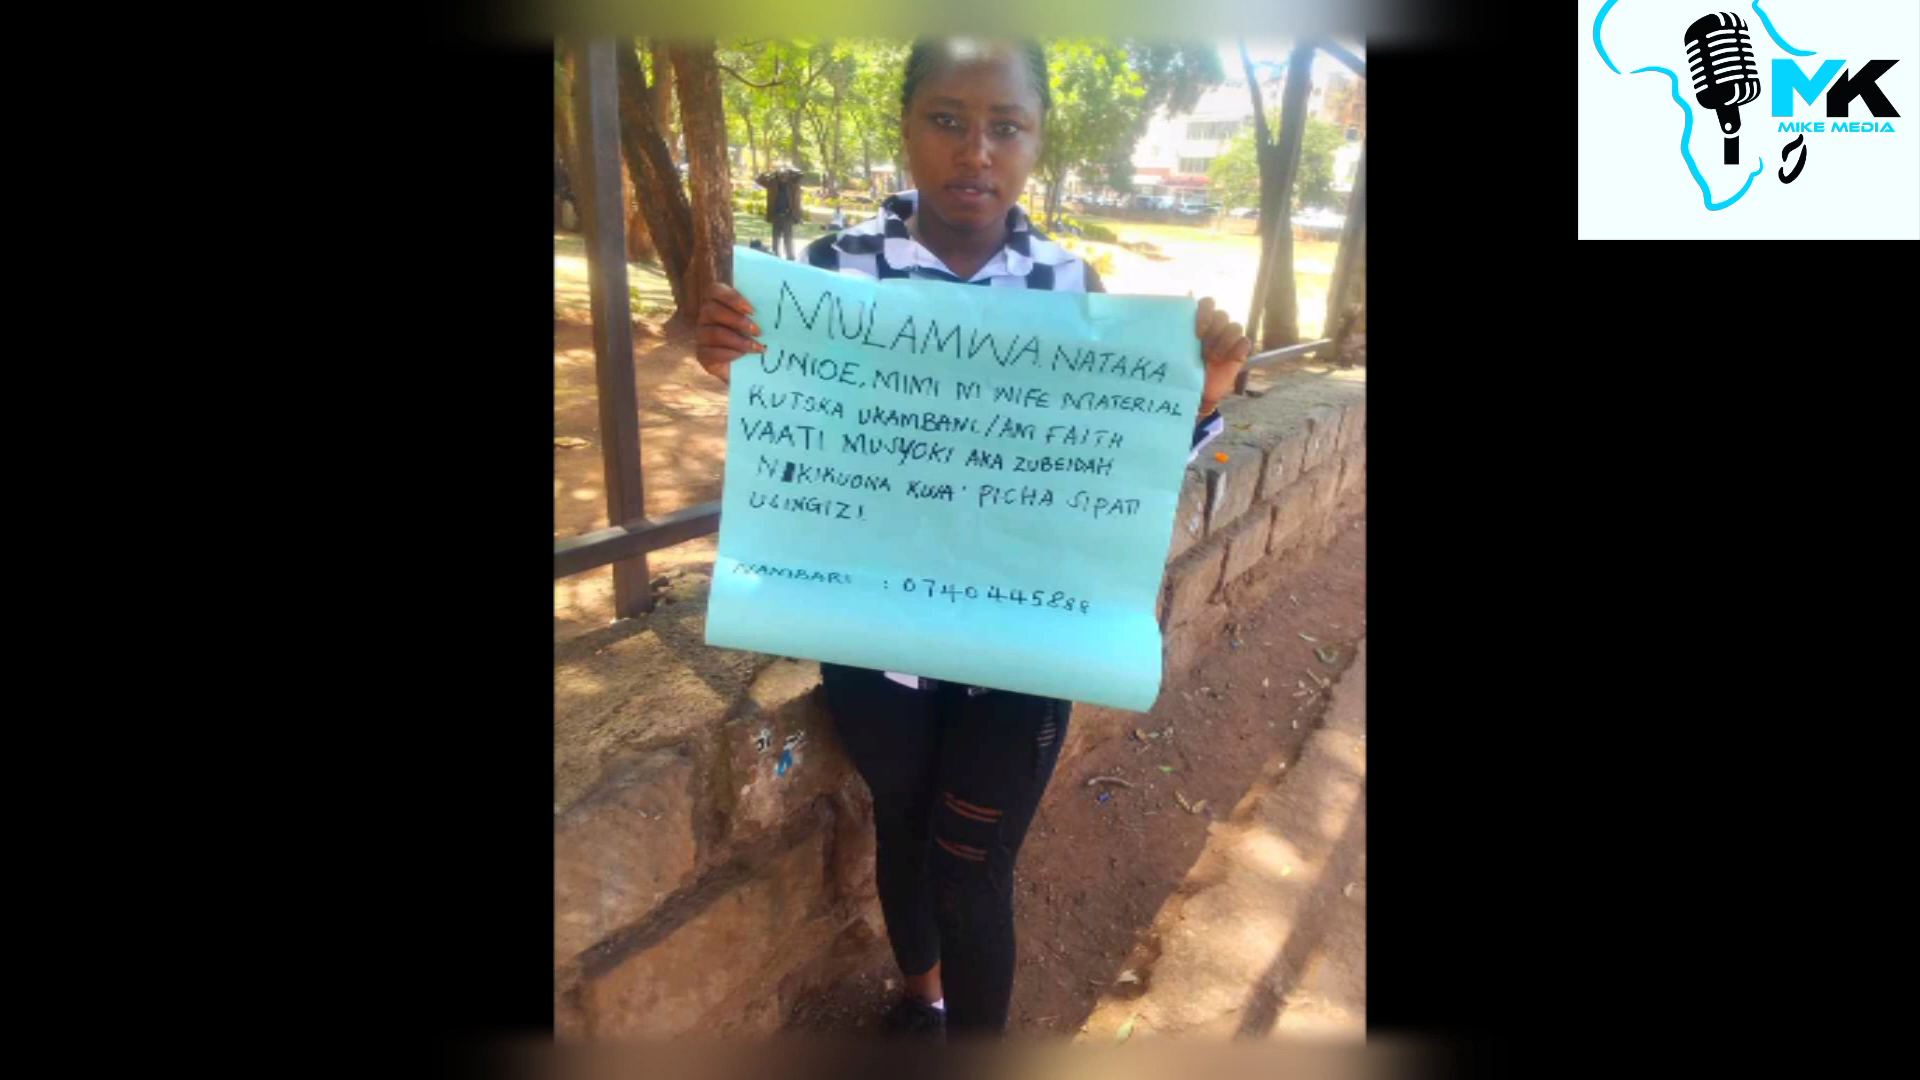 MULAMWA. NATAKA
UNIOE, MIMI NI WIFE MATERIAL
KUTOKA UKAMBANI/AM FAITH
VAATI MUSYOKI AKA ZUBEIDAH
NIKIKUONA KWA PICHA SIPATI
USINGIZI.
NAMBARI : 0740445888
MK
MIKE MEDIA